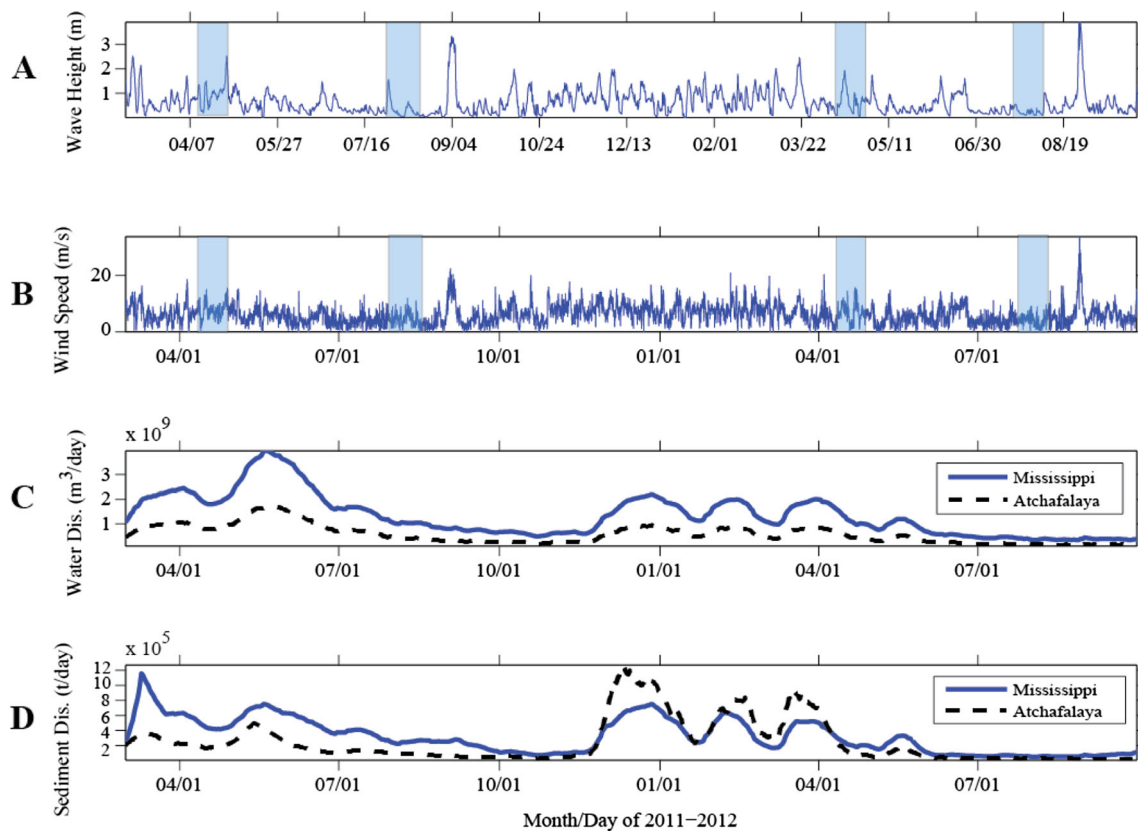 A
Wave Height (m)
3
2
1
04/07 05/27 07/16 09/04 10/24 12/13 02/01 03/22 05/11 06/30 08/19
B
Wind Speed (m/s)
20
0
04/01 07/01 10/01 01/01 04/01 07/01
x 10^9
C
Water Dis. (m^3/day)
3
2
1
Mississippi
Atchafalaya
04/01 07/01 10/01 01/01 04/01 07/01
x 10^5
D
Sediment Dis. (t/day)
12
10
8
6
4
2
Mississippi
Atchafalaya
04/01 07/01 10/01 01/01 04/01 07/01
Month/Day of 2011−2012